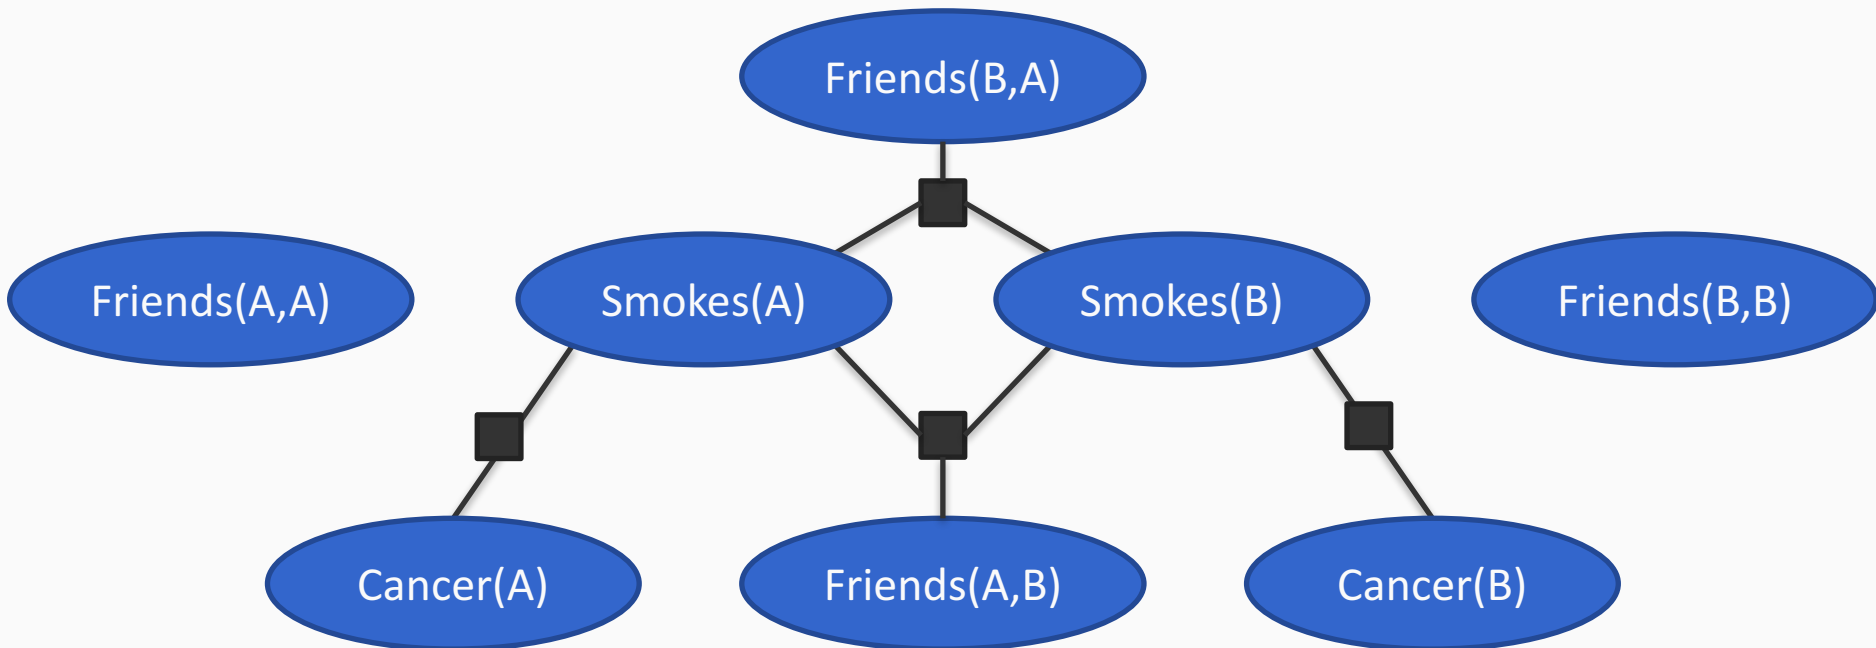 Friends(B,A)
Friends(A,A)
Smokes(A)
Smokes(B)
Friends(B,B)
Cancer(A)
Friends(A,B)
Cancer(B)